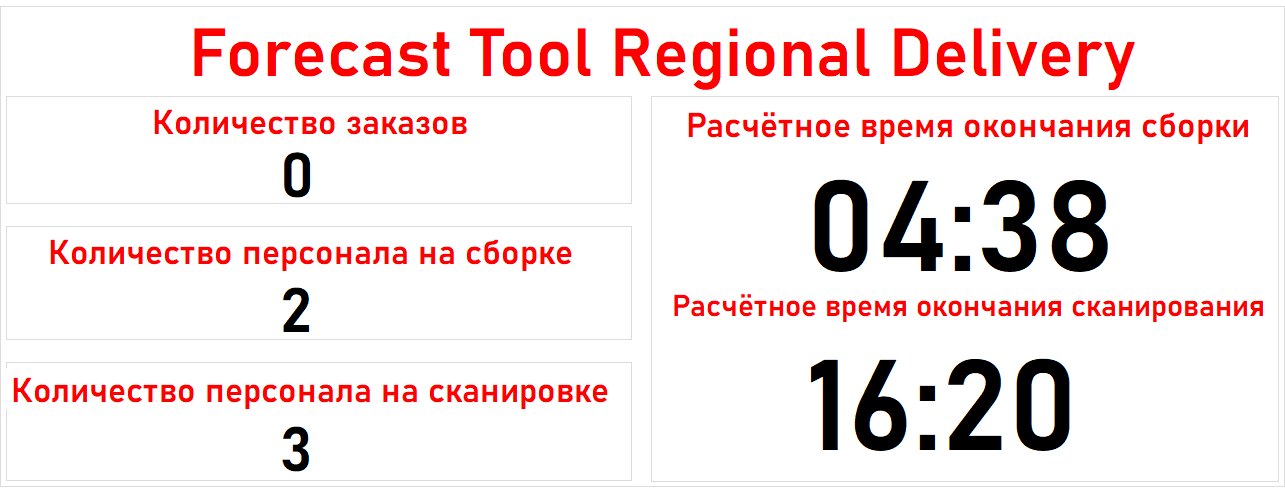 Forecast Tool Regional Delivery
Количество заказов
0
Количество персонала на сборке
2
Количество персонала на сканировке
3
Расчётное время окончания сборки
04:38
Расчётное время окончания сканирования
16:20